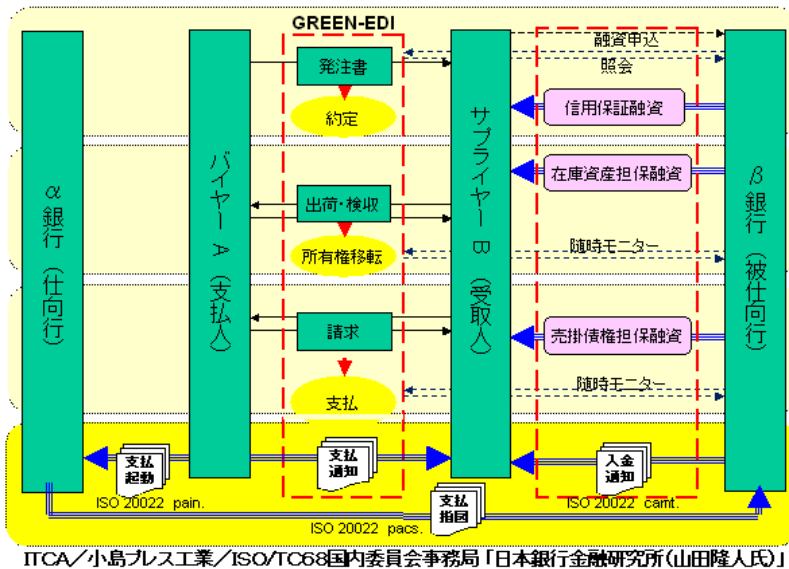 GREEN-EDI
α銀行（仕向行）
バイヤーA（支払人）
サプライヤーB（受取人）
β銀行（被仕向行）
発注書
約定
融資申込
照会
信用保証融資
在庫資産担保融資
出荷・検収
所有権移転
随時モニター
請求
支払
売掛債権担保融資
随時モニター
支払
起動
支払
通知
入金
通知
ISO 20022 pain.
支払
指図
ISO 20022 camt.
ISO 20022 pacs.
ITCA／小島プレス工業／ISO/TC68国内委員会事務局「日本銀行金融研究所（山田隆人氏）」